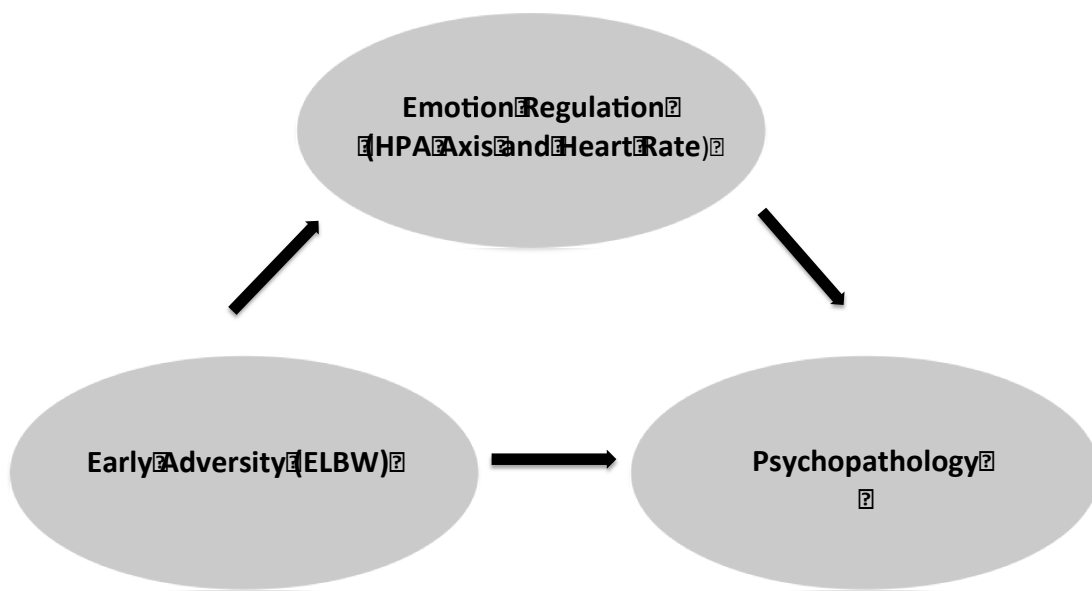 Emotion Regulation
(HPA Axis and Heart Rate)
Early Adversity (ELBW)
Psychopathology